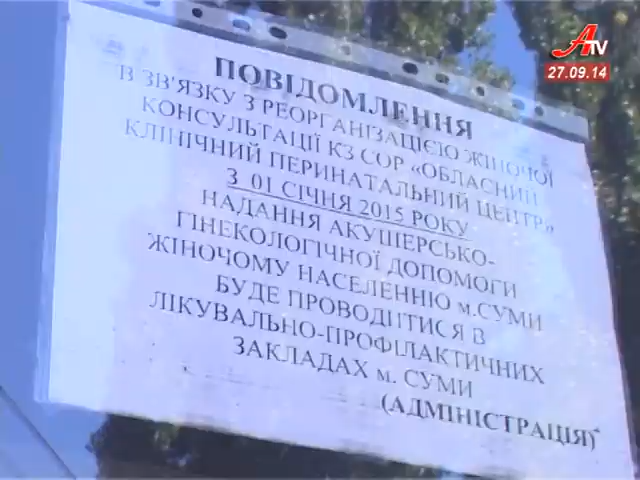 ATV
27.09.14
ПОВІДОМЛЕННЯ
В ЗВ'ЯЗКУ З РЕОРГАНІЗАЦІЄЮ ЖІНОЧОЇ
КОНСУЛЬТАЦІЇ КЗ СОР «ОБЛАСНИЙ
КЛІНІЧНИЙ ПЕРИНАТАЛЬНИЙ ЦЕНТР»
З 01 СІЧНЯ 2015 РОКУ
НАДАННЯ АКУШЕРСЬКО-
ГІНЕКОЛОГІЧНОЇ ДОПОМОГИ
ЖІНОЧОМУ НАСЕЛЕННЮ м.СУМИ
БУДЕ ПРОВОДИТИСЯ В
ЛІКУВАЛЬНО-ПРОФІЛАКТИЧНИХ
ЗАКЛАДАХ м. СУМИ
(АДМІНІСТРАЦІЯ)